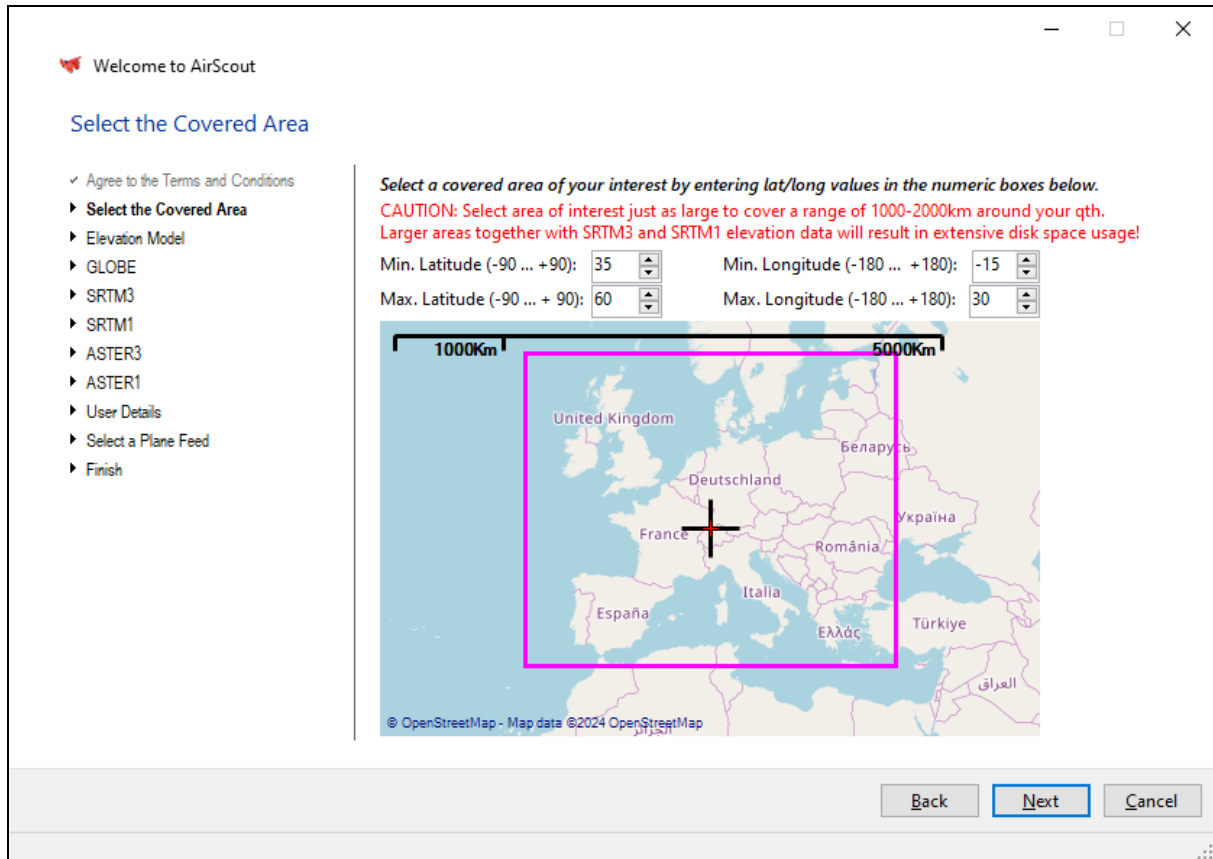 Welcome to AirScout
Select the Covered Area
Agree to the Terms and Conditions
Select the Covered Area
Elevation Model
GLOBE
SRTM3
SRTM1
ASTER3
ASTER1
User Details
Select a Plane Feed
Finish
Select a covered area of your interest by entering lat/long values in the numeric boxes below.
CAUTION: Select area of interest just as large to cover a range of 1000-2000km around your qth.
Larger areas together with SRTM3 and SRTM1 elevation data will result in extensive disk space usage!
Min. Latitude (-90 ... +90): 35 Min. Longitude (-180 ... +180): -15
Max. Latitude (-90 ... + 90): 60 Max. Longitude (-180 ... +180): 30
1000Km 5000Km
United Kingdom
Беларусь
Deutschland
Україна
France
România
Italia
España
Ελλάς
Türkiye
العراق
© OpenStreetMap - Map data ©2024 OpenStreetMap
الجزائر
Back Next Cancel